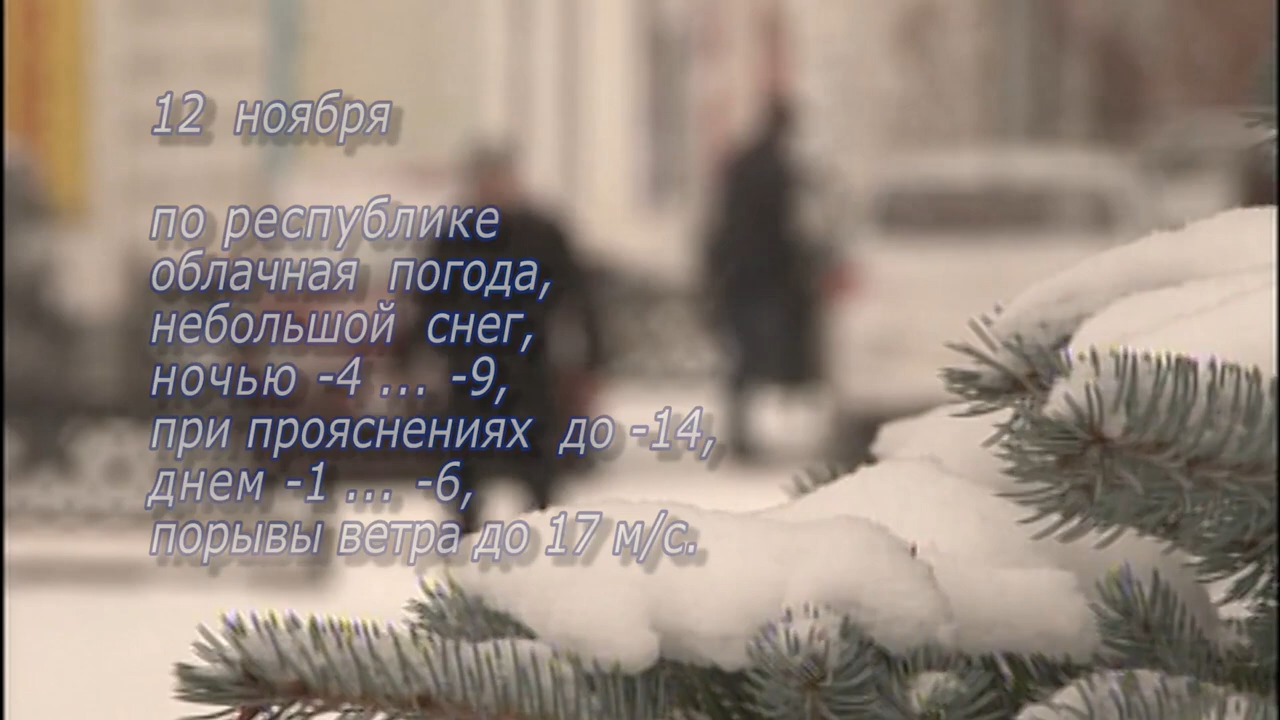 12 ноября
по республике
облачная погода,
небольшой снег,
ночью -4 ... -9,
при прояснениях до -14,
днем -1 ... -6,
порывы ветра до 17 м/с.